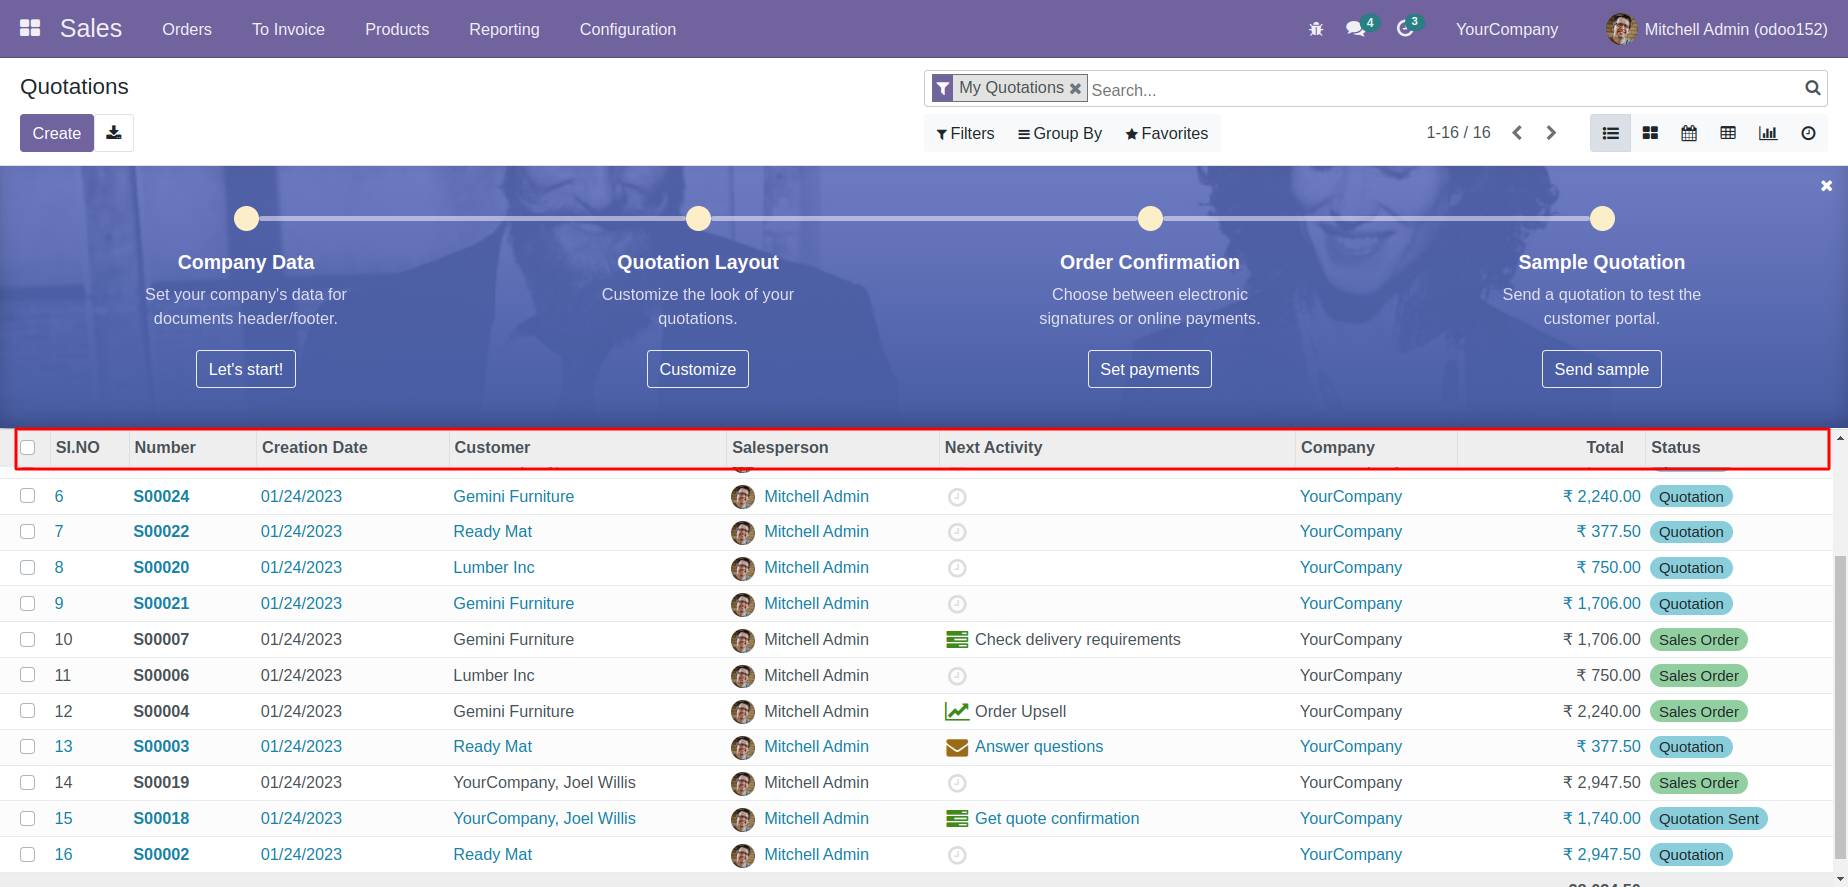 Sales Orders To Invoice Products Reporting Configuration 4 3 YourCompany Mitchell Admin (odoo152)
Quotations
My Quotations Search...
Create
Filters Group By Favorites 1-16 / 16
Company Data Quotation Layout Order Confirmation Sample Quotation
Set your company's data for Customize the look of your Choose between electronic Send a quotation to test the
documents header/footer. quotations. signatures or online payments. customer portal.
Let's start! Customize Set payments Send sample
Sl.NO Number Creation Date Customer Salesperson Next Activity Company Total Status
6 S00024 01/24/2023 Gemini Furniture Mitchell Admin YourCompany ₹ 2,240.00 Quotation
7 S00022 01/24/2023 Ready Mat Mitchell Admin YourCompany ₹ 377.50 Quotation
8 S00020 01/24/2023 Lumber Inc Mitchell Admin YourCompany ₹ 750.00 Quotation
9 S00021 01/24/2023 Gemini Furniture Mitchell Admin YourCompany ₹ 1,706.00 Quotation
10 S00007 01/24/2023 Gemini Furniture Mitchell Admin Check delivery requirements YourCompany ₹ 1,706.00 Sales Order
11 S00006 01/24/2023 Lumber Inc Mitchell Admin YourCompany ₹ 750.00 Sales Order
12 S00004 01/24/2023 Gemini Furniture Mitchell Admin Order Upsell YourCompany ₹ 2,240.00 Sales Order
13 S00003 01/24/2023 Ready Mat Mitchell Admin Answer questions YourCompany ₹ 377.50 Quotation
14 S00019 01/24/2023 YourCompany, Joel Willis Mitchell Admin YourCompany ₹ 2,947.50 Sales Order
15 S00018 01/24/2023 YourCompany, Joel Willis Mitchell Admin Get quote confirmation YourCompany ₹ 1,740.00 Quotation Sent
16 S00002 01/24/2023 Ready Mat Mitchell Admin YourCompany ₹ 2,947.50 Quotation